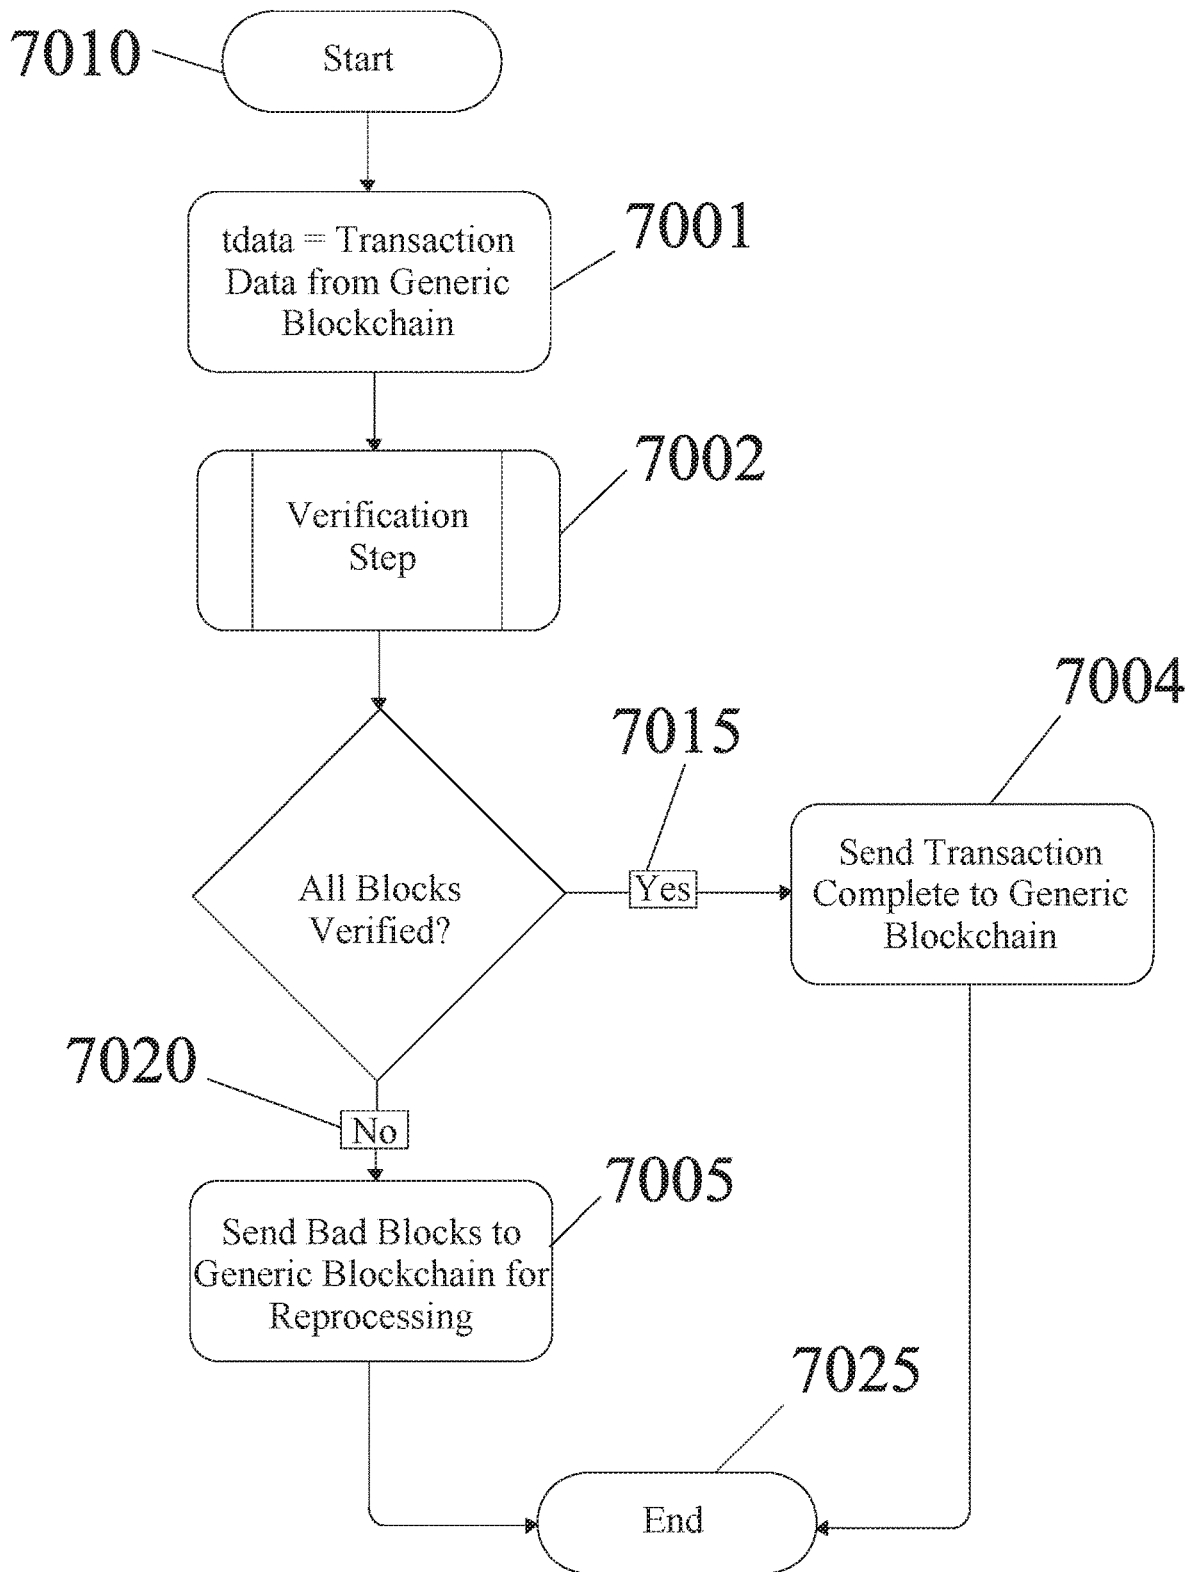 7010
Start
7001
tdata = Transaction
Data from Generic
Blockchain
7002
Verification
Step
7004
7015
All Blocks
Verified?
Yes
Send Transaction
Complete to Generic
Blockchain
7020
No
7005
Send Bad Blocks to
Generic Blockchain for
Reprocessing
7025
End